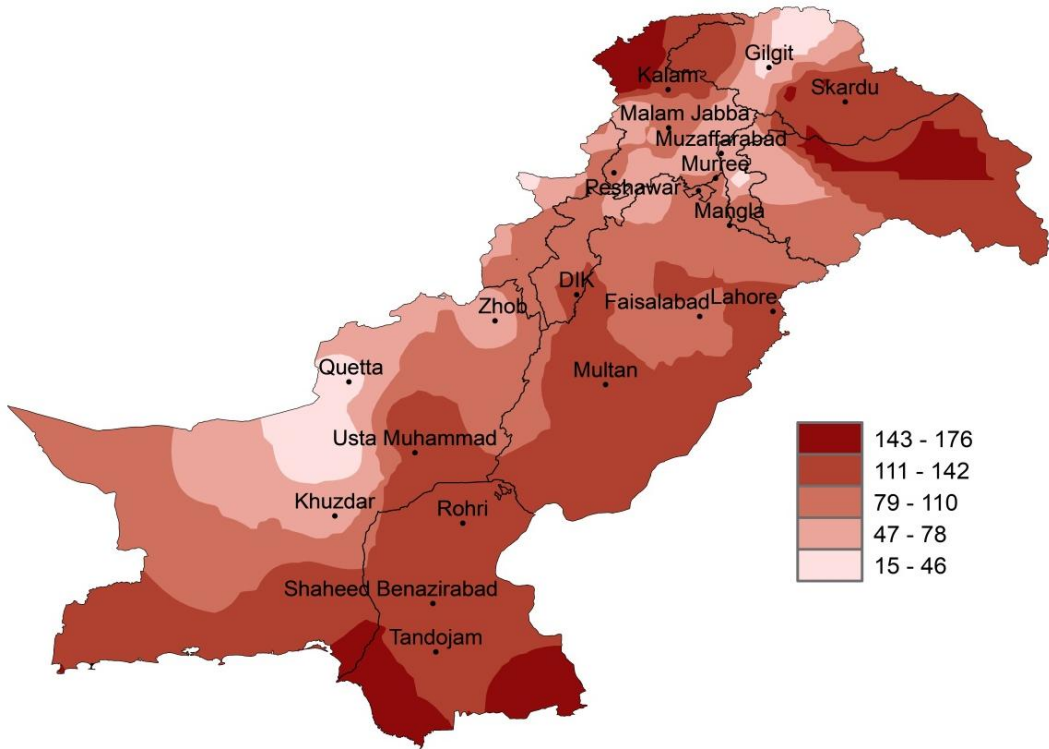 Gilgit
Kalam
Skardu
Malam Jabba
Muzaffarabad
Murree
Peshawar
Mangla
DIK
Zhob
Faisalabad
Lahore
Quetta
Multan
Usta Muhammad
Khuzdar
Rohri
Shaheed Benazirabad
Tandojam
143 - 176
111 - 142
79 - 110
47 - 78
15 - 46